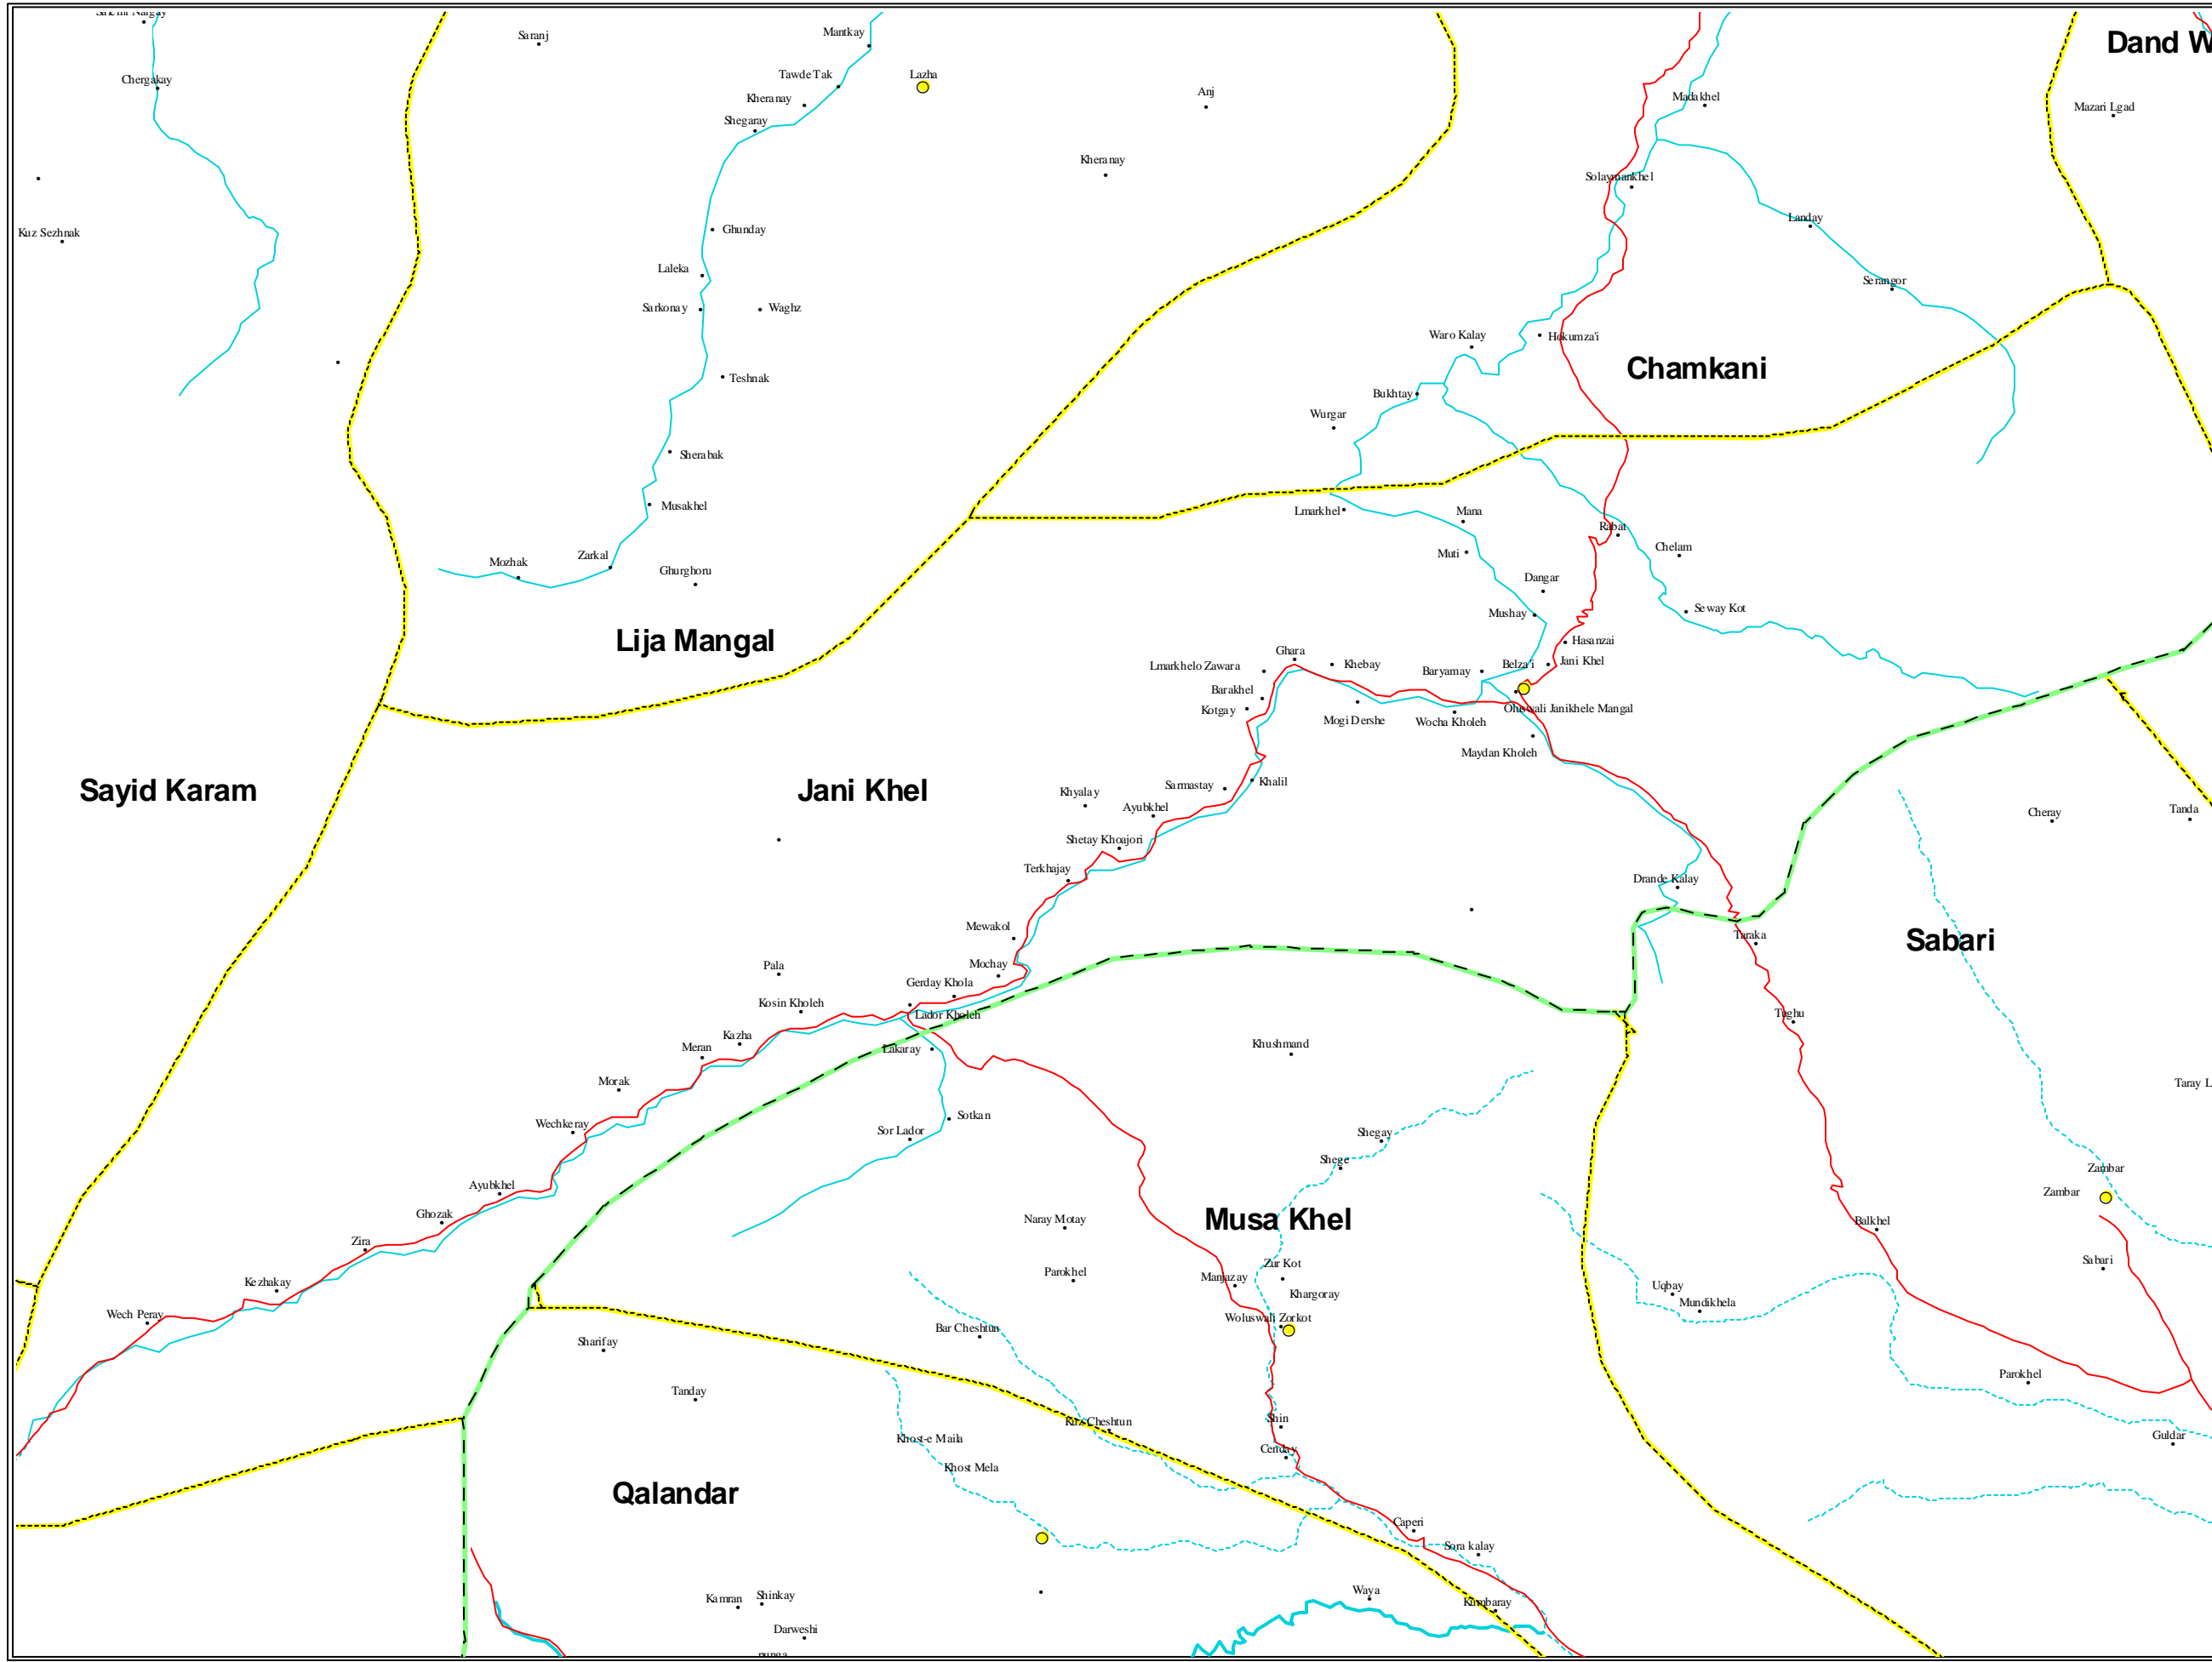 Saranj
Mantkay
Dand W
Chergakay
Tawde Tak
Lazha
Kheranay
Anj
Madakhel
Mazari Lgad
Shegaray
Kheranay
Solaymankhel
Landay
Kuz Sezhnak
Ghunday
Laleka
Serangor
Sarkonay
Waghz
Waro Kalay
Hokumza'i
Chamkani
Teshnak
Bukhtay
Wurgar
Sherabak
Musakhel
Lmarkhel
Mana
Rabat
Mozhak
Zarkal
Muti
Chelam
Ghurghoru
Dangar
Mushay
Seway Kot
Lija Mangal
Hasanzai
Ghara
Lmarkhelo Zawara
Khebay
Baryamay
Belza'i
Jani Khel
Barakhel
Kotgay
Mogi Dershe
Wocha Kholeh
Oluswali Janikhele Mangal
Maydan Kholeh
Sayid Karam
Jani Khel
Khyalay
Sarmastay
Khalil
Ayubkhel
Cheray
Tanda
Shetay Khoajori
Terkhajay
Drande Kalay
Mewakol
Taraka
Sabari
Pala
Mochay
Gerday Khola
Kosin Kholeh
Lador Kholeh
Tughu
Kazha
Meran
Lakaray
Khushmand
Morak
Taray L
Wechkeray
Sotkan
Sor Lador
Shegay
Shege
Zambar
Ayubkhel
Zambar
Ghozak
Naray Motay
Musa Khel
Balkhel
Zira
Zur Kot
Sabari
Kezhakay
Parokhel
Manjazay
Khargoray
Uqbay
Mundikhela
Wech Peray
Woluswali Zorkot
Bar Cheshtun
Sharifay
Parokhel
Tanday
Kuz Cheshtun
Shin
Khost-e Maila
Cenday
Guldar
Khost Mela
Qalandar
Caperi
Sora kalay
Kamran
Shinkay
Waya
Kimbaray
Darweshi